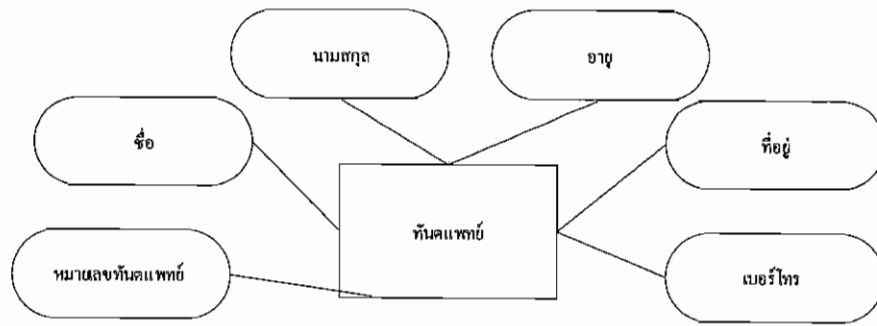 นามสกุล
อายุ
ชื่อ
ที่อยู่
ทันตแพทย์
หมายเลขทันตแพทย์
เบอร์โทร